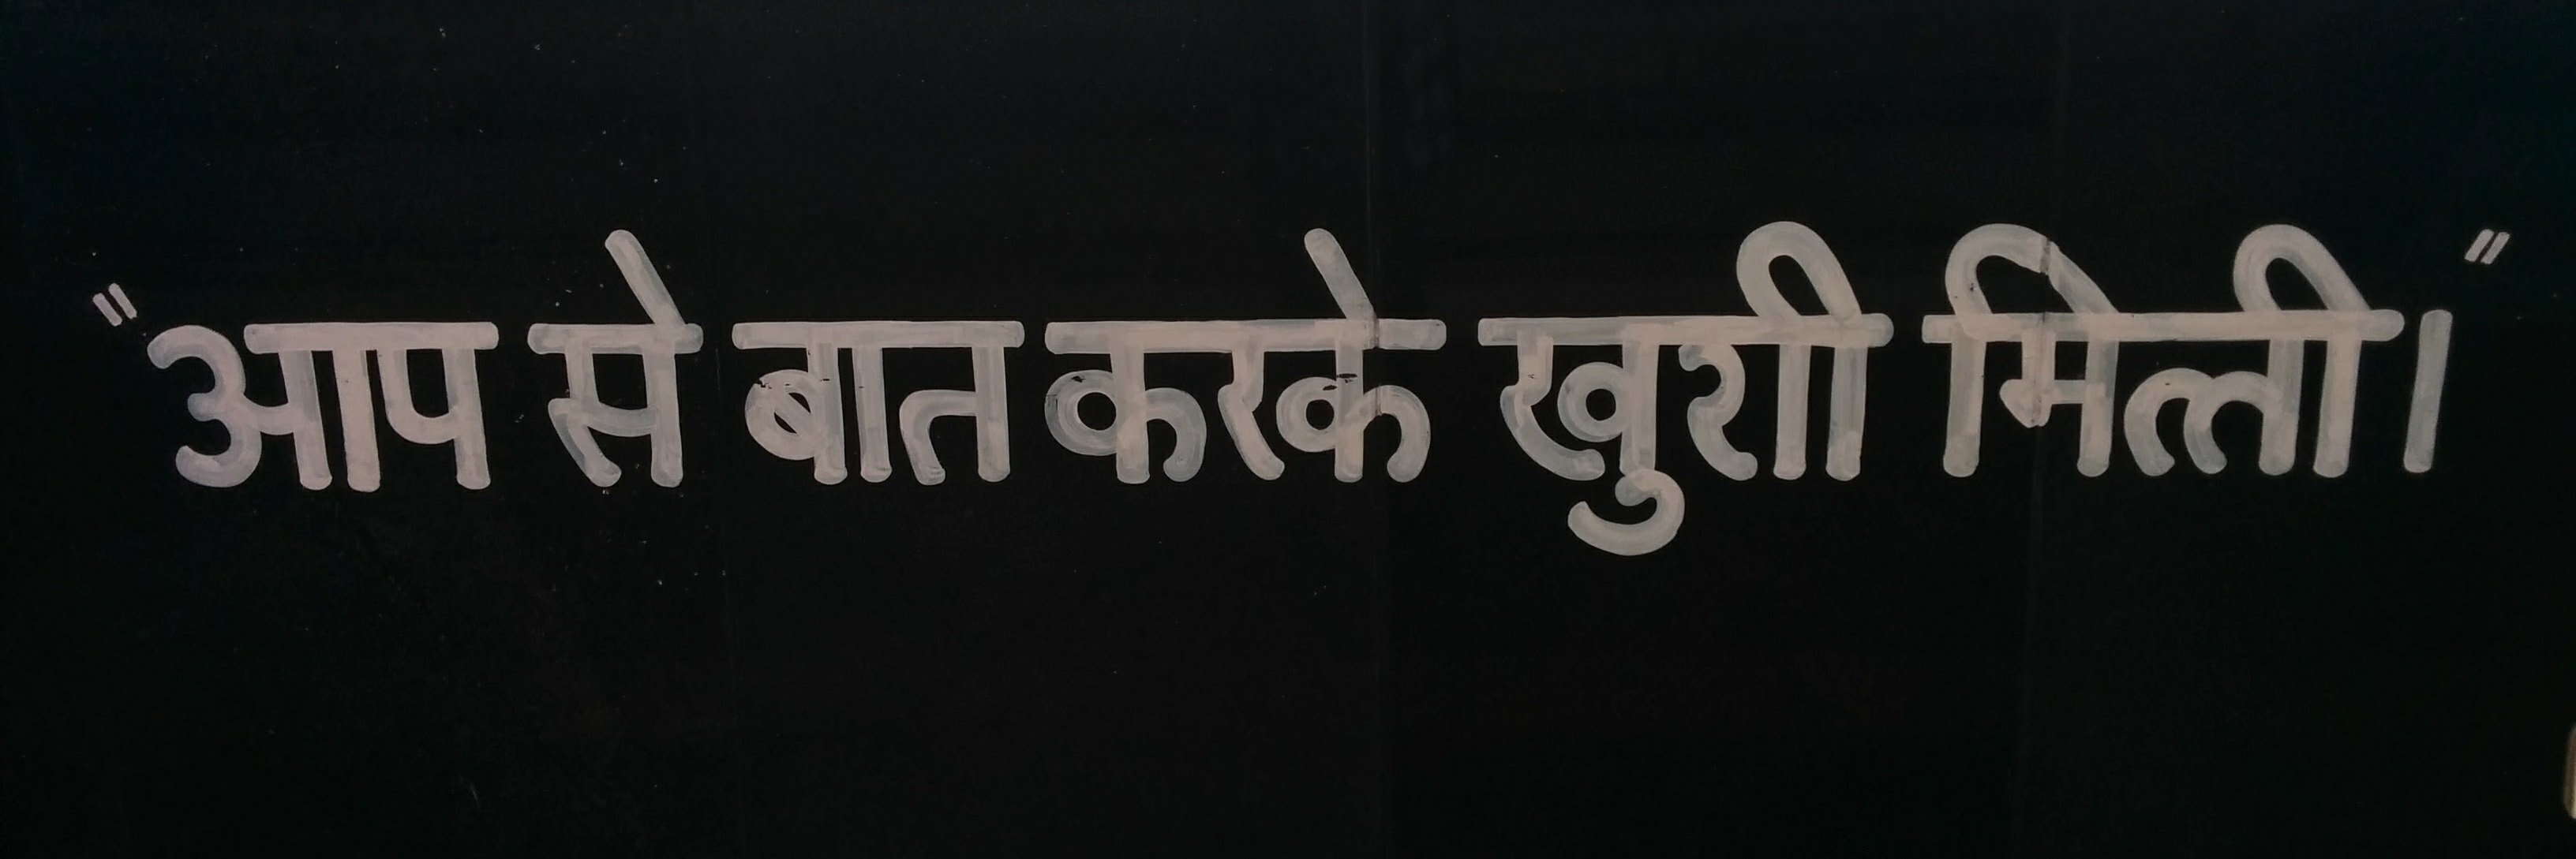 "आप से बात करके खुशी मिली।"